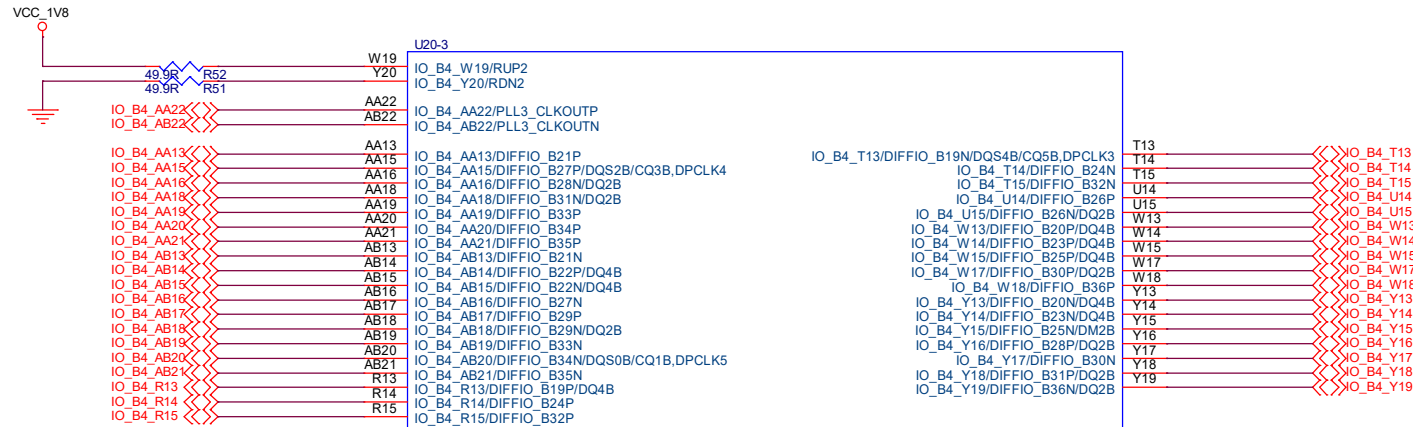 VCC_1V8
U20-3
49.9R R52 W19 IO_B4_W19/RUP2
49.9R R51 Y20 IO_B4_Y20/RDN2
IO_B4_AA22 AA22 IO_B4_AA22/PLL3_CLKOUTP
IO_B4_AB22 AB22 IO_B4_AB22/PLL3_CLKOUTN
IO_B4_AA13 AA13 IO_B4_AA13/DIFFIO_B21P
IO_B4_AA15 AA15 IO_B4_AA15/DIFFIO_B27P/DQS2B/CQ3B,DPCLK4
IO_B4_AA16 AA16 IO_B4_AA16/DIFFIO_B28N/DQ2B
IO_B4_AA18 AA18 IO_B4_AA18/DIFFIO_B31N/DQ2B
IO_B4_AA19 AA19 IO_B4_AA19/DIFFIO_B33P
IO_B4_AA20 AA20 IO_B4_AA20/DIFFIO_B34P
IO_B4_AA21 AA21 IO_B4_AA21/DIFFIO_B35P
IO_B4_AB13 AB13 IO_B4_AB13/DIFFIO_B21N
IO_B4_AB14 AB14 IO_B4_AB14/DIFFIO_B22P/DQ4B
IO_B4_AB15 AB15 IO_B4_AB15/DIFFIO_B22N/DQ4B
IO_B4_AB16 AB16 IO_B4_AB16/DIFFIO_B27N
IO_B4_AB17 AB17 IO_B4_AB17/DIFFIO_B29P
IO_B4_AB18 AB18 IO_B4_AB18/DIFFIO_B29N/DQ2B
IO_B4_AB19 AB19 IO_B4_AB19/DIFFIO_B33N
IO_B4_AB20 AB20 IO_B4_AB20/DIFFIO_B34N/DQS0B/CQ1B,DPCLK5
IO_B4_AB21 AB21 IO_B4_AB21/DIFFIO_B35N
IO_B4_R13 R13 IO_B4_R13/DIFFIO_B19P/DQ4B
IO_B4_R14 R14 IO_B4_R14/DIFFIO_B24P
IO_B4_R15 R15 IO_B4_R15/DIFFIO_B32P
IO_B4_T13/DIFFIO_B19N/DQS4B/CQ5B,DPCLK3 T13 IO_B4_T13
IO_B4_T14/DIFFIO_B24N T14 IO_B4_T14
IO_B4_T15/DIFFIO_B32N T15 IO_B4_T15
IO_B4_U14/DIFFIO_B26P U14 IO_B4_U14
IO_B4_U15/DIFFIO_B26N/DQ2B U15 IO_B4_U15
IO_B4_W13/DIFFIO_B20P/DQ4B W13 IO_B4_W13
IO_B4_W14/DIFFIO_B23P/DQ4B W14 IO_B4_W14
IO_B4_W15/DIFFIO_B25P/DQ4B W15 IO_B4_W15
IO_B4_W17/DIFFIO_B30P/DQ2B W17 IO_B4_W17
IO_B4_W18/DIFFIO_B36P W18 IO_B4_W18
IO_B4_Y13/DIFFIO_B20N/DQ4B Y13 IO_B4_Y13
IO_B4_Y14/DIFFIO_B23N/DQ4B Y14 IO_B4_Y14
IO_B4_Y15/DIFFIO_B25N/DM2B Y15 IO_B4_Y15
IO_B4_Y16/DIFFIO_B28P/DQ2B Y16 IO_B4_Y16
IO_B4_Y17/DIFFIO_B30N Y17 IO_B4_Y17
IO_B4_Y18/DIFFIO_B31P/DQ2B Y18 IO_B4_Y18
IO_B4_Y19/DIFFIO_B36N/DQ2B Y19 IO_B4_Y19